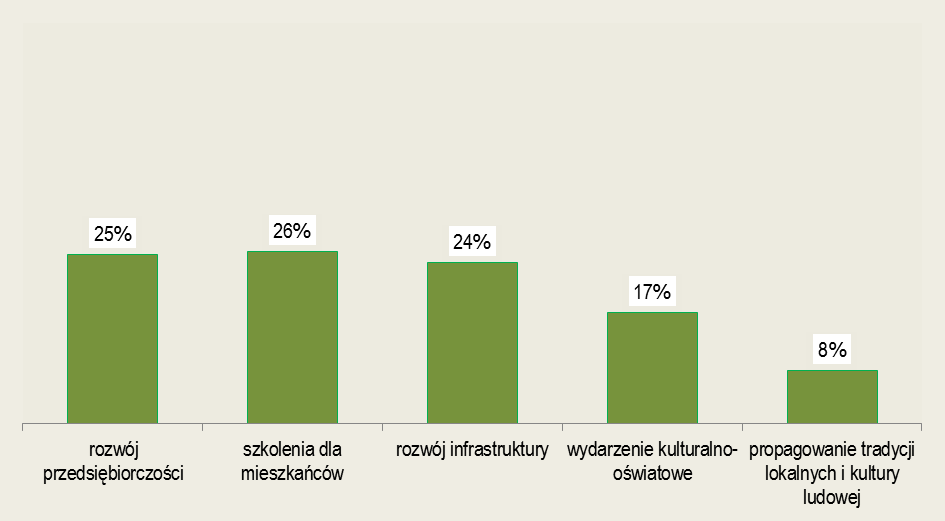 25%
26%
24%
17%
8%
rozwój
przedsiębiorczości
szkolenia dla
mieszkańców
rozwój infrastruktury
wydarzenie kulturalno-
oświatowe
propagowanie tradycji
lokalnych i kultury
ludowej